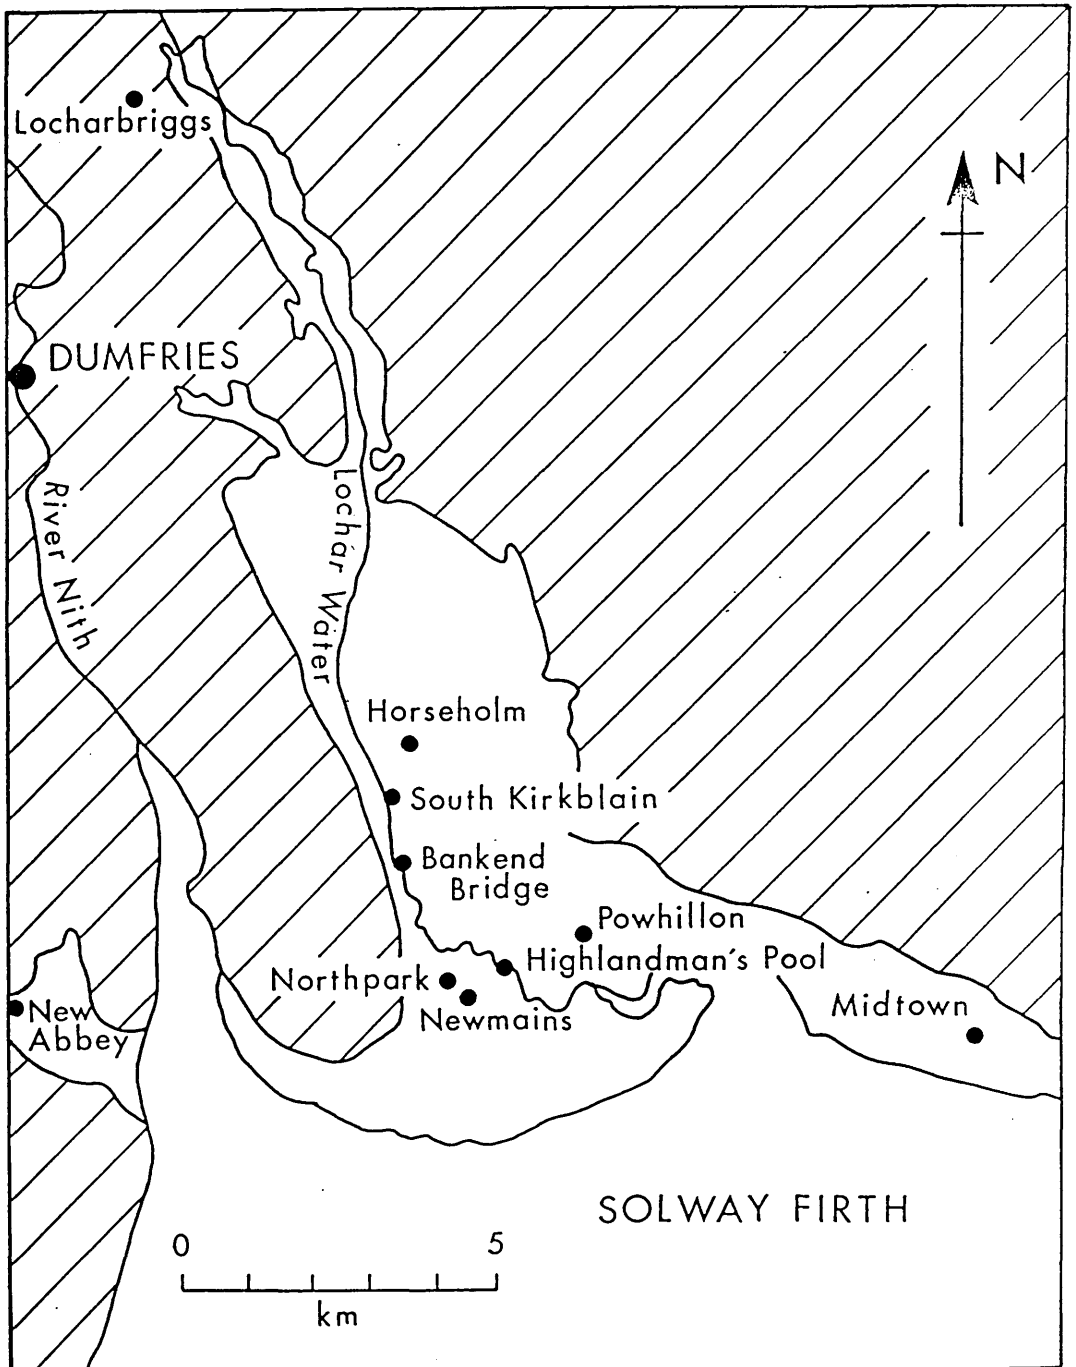 Locharbriggs
N
DUMFRIES
River Nith
Lochar Water
Horseholm
South Kirkblain
Bankend
Bridge
Powhillon
Highlandman's Pool
Northpark
Newmains
Midtown
New
Abbey
SOLWAY FIRTH
0 5
km